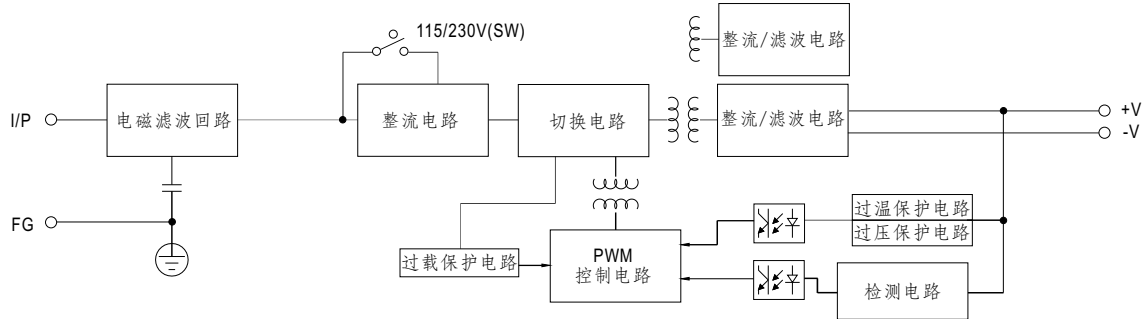 115/230V(SW)
整流/滤波电路
I/P
电磁滤波回路
整流电路
切换电路
整流/滤波电路
+V
-V
FG
过载保护电路
PWM
控制电路
过温保护电路
过压保护电路
检测电路